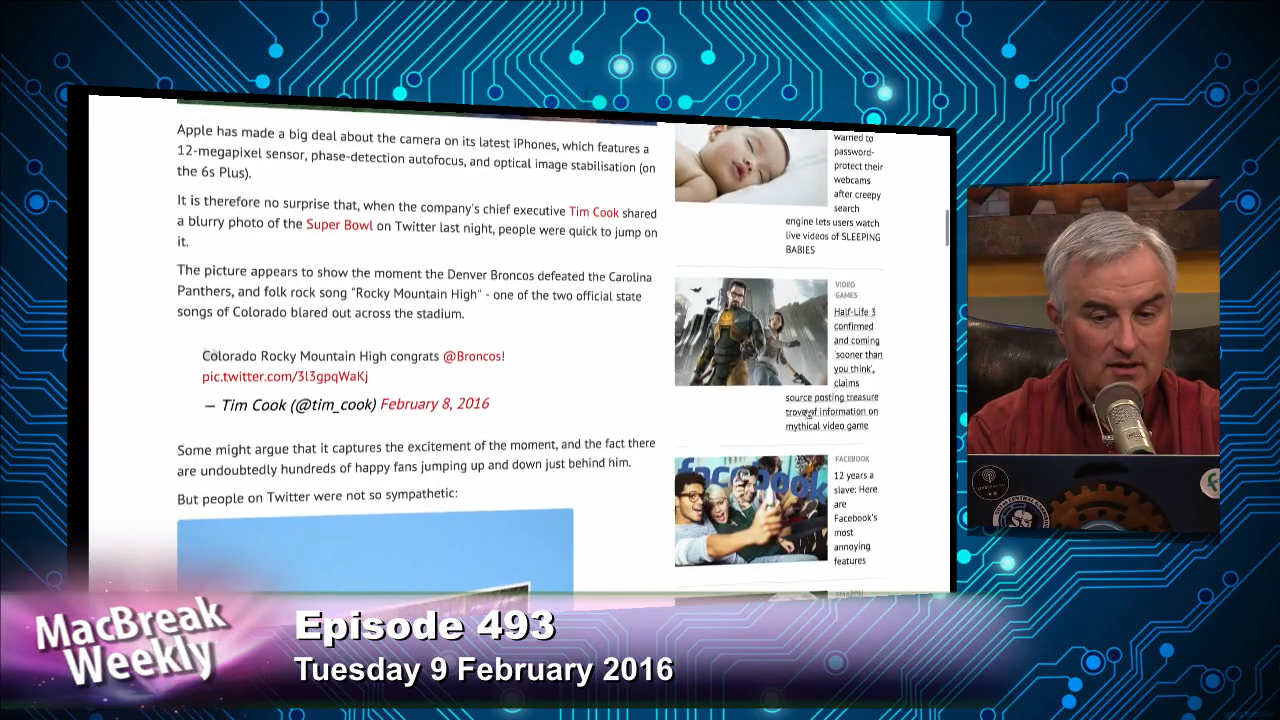 Apple has made a big deal about the camera on its latest iPhones, which features a
12-megapixel sensor, phase-detection autofocus, and optical image stabilisation (on
the 6s Plus).
It is therefore no surprise that, when the company's chief executive Tim Cook shared
a blurry photo of the Super Bowl on Twitter last night, people were quick to jump on
it.
The picture appears to show the moment the Denver Broncos defeated the Carolina
Panthers, and folk rock song "Rocky Mountain High" - one of the two official state
songs of Colorado blared out across the stadium.
Colorado Rocky Mountain High congrats @Broncos!
pic.twitter.com/3l3gpqWaKj
— Tim Cook (@tim_cook) February 8, 2016
Some might argue that it captures the excitement of the moment, and the fact there
are undoubtedly hundreds of happy fans jumping up and down just behind him.
But people on Twitter were not so sympathetic:
warned to
password-
protect their
webcams
after creepy
search
engine lets users watch
live videos of SLEEPING
BABIES
VIDEO
GAMES
Half-Life 3
confirmed
and coming
'sooner than
you think',
claims
source posting treasure
trove of information on
mythical video game
facebook
FACEBOOK
12 years a
slave: Here
are
Facebook's
most
annoying
features
AMAZON
MacBreak
Weekly
Episode 493
Tuesday 9 February 2016